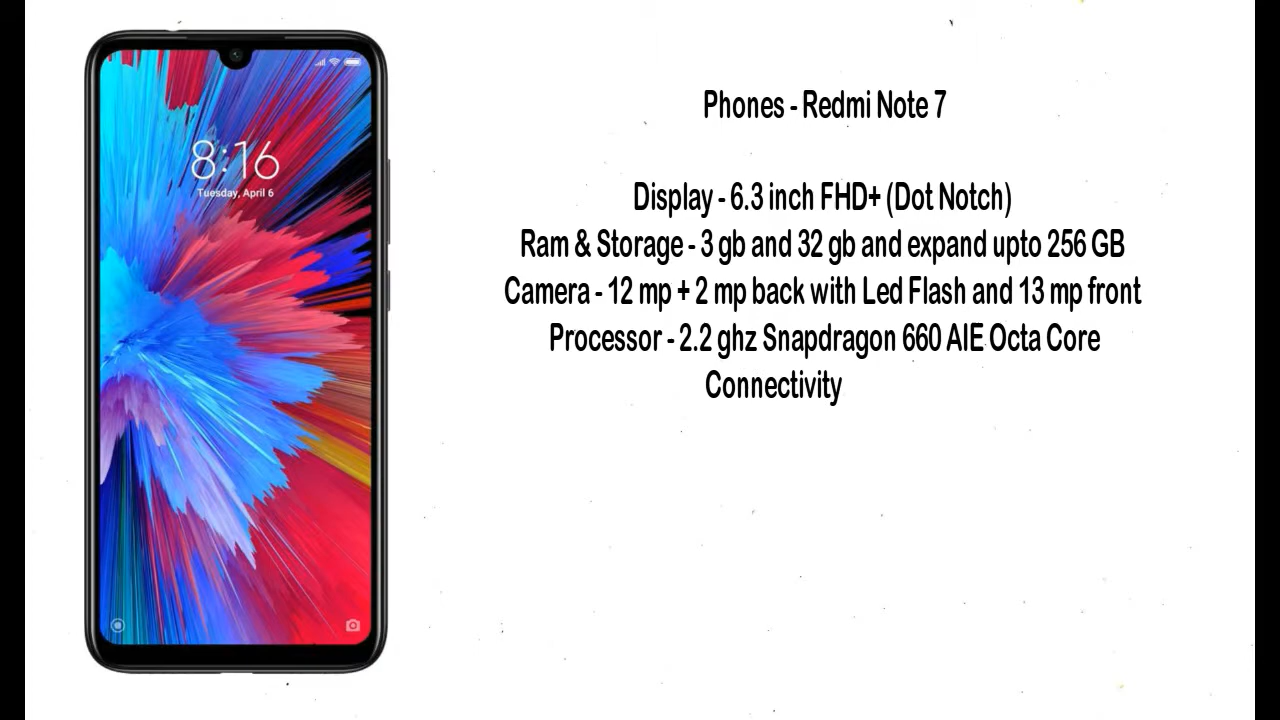 8:16
Tuesday, April 6
Phones - Redmi Note 7
Display - 6.3 inch FHD+ (Dot Notch)
Ram & Storage - 3 gb and 32 gb and expand upto 256 GB
Camera - 12 mp + 2 mp back with Led Flash and 13 mp front
Processor - 2.2 ghz Snapdragon 660 AIE Octa Core
Connectivity